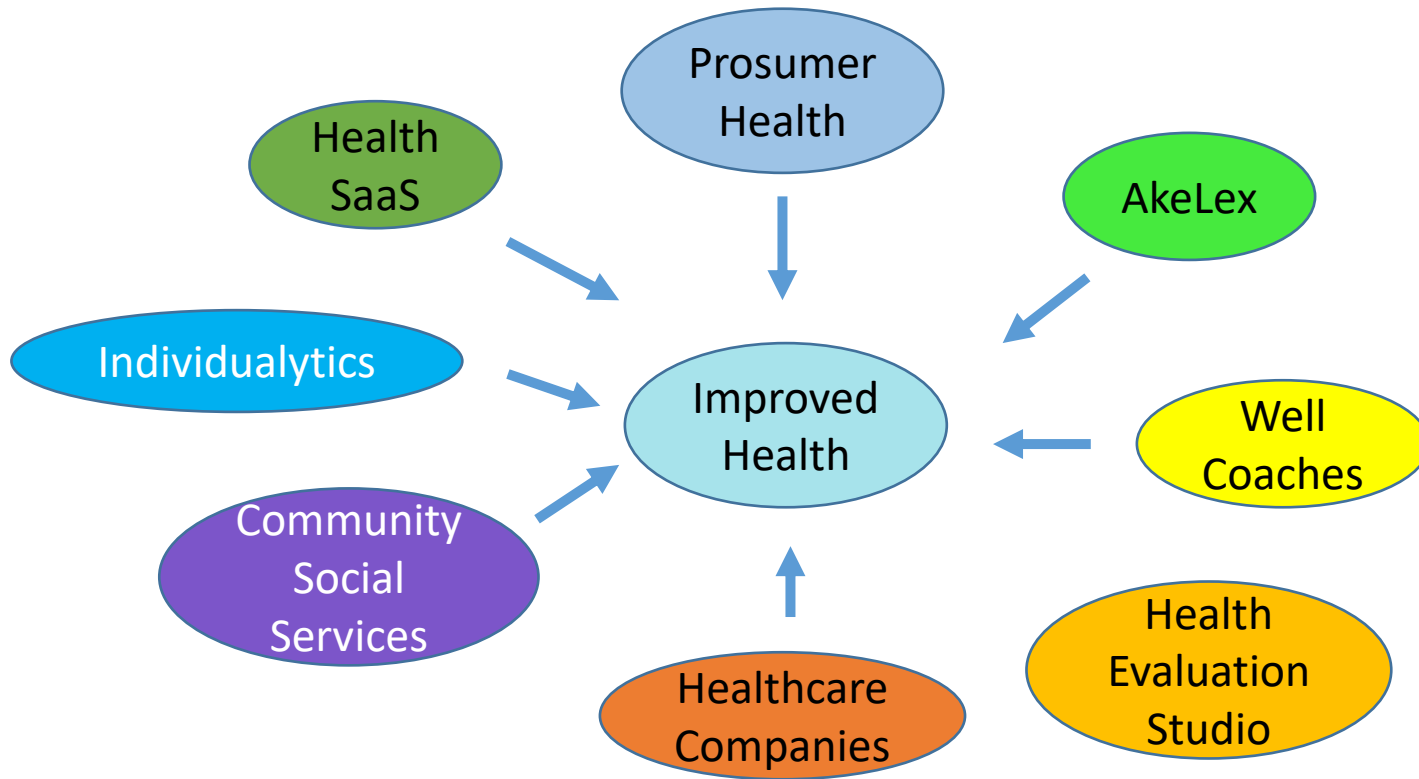 Prosumer
Health
Health
SaaS
AkeLex
Individualytics
Improved
Health
Well
Coaches
Community
Social
Services
Health
Evaluation
Studio
Healthcare
Companies